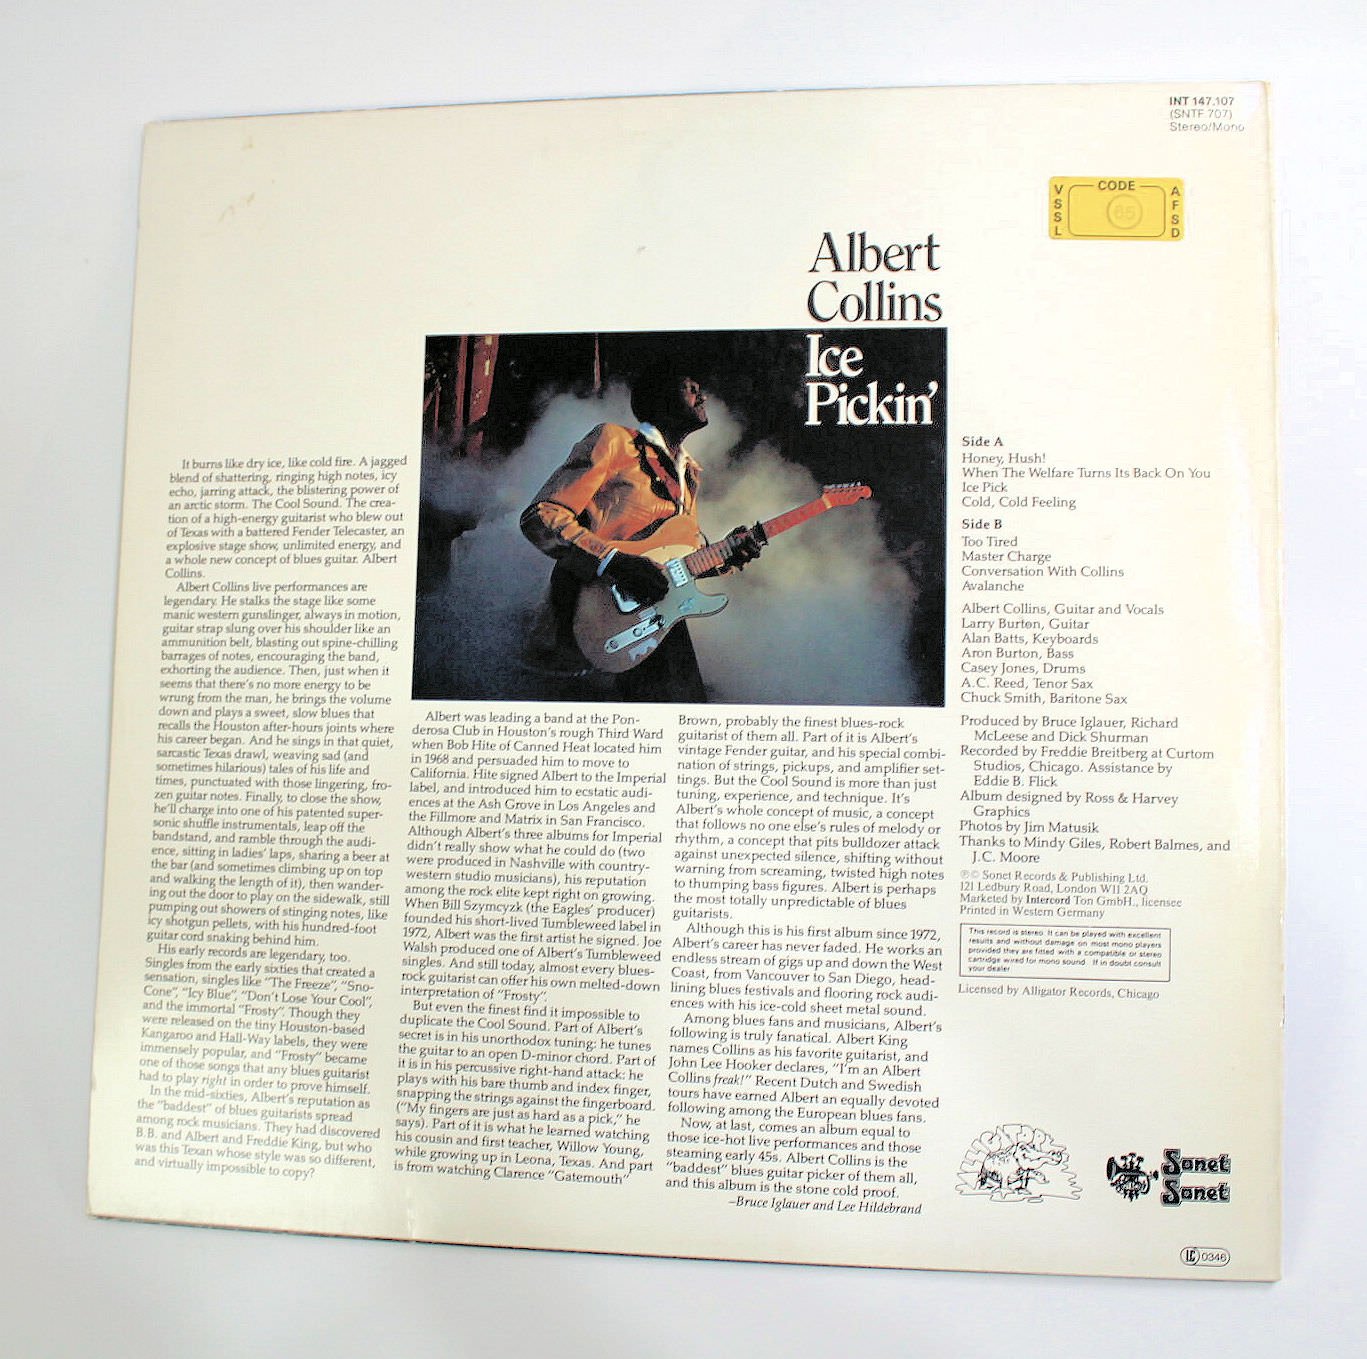 INT 147.107
(SNTF 707)
Stereo/Mono
VSSL
CODE
65
AFSD
Albert
Collins
Ice
Pickin'
It burns like dry ice, like cold fire. A jagged
blend of shattering, ringing high notes, icy
echo, jarring attack, the blistering power of
an arctic storm. The Cool Sound. The crea-
tion of a high-energy guitarist who blew out
of Texas with a battered Fender Telecaster, an
explosive stage show, unlimited energy, and
a whole new concept of blues guitar. Albert
Collins.
Albert Collins live performances are
legendary. He stalks the stage like some
manic western gunslinger, always in motion,
guitar strap slung over his shoulder like an
ammunition belt, blasting out spine-chilling
barrages of notes, encouraging the band,
exhorting the audience. Then, just when it
seems that there's no more energy to be
wrung from the man, he brings the volume
down and plays a sweet, slow blues that
recalls the Houston after-hours joints where
his career began. And he sings in that quiet,
sarcastic Texas drawl, weaving sad (and
sometimes hilarious) tales of his life and
times, punctuated with those lingering, fro-
zen guitar notes. Finally, to close the show,
he'll charge into one of his patented super-
sonic shuffle instrumentals, leap off the
bandstand, and ramble through the audi-
ence, sitting in ladies' laps, sharing a beer at
the bar (and sometimes climbing up on top
and walking the length of it), then wander-
ing out the door to play on the sidewalk, still
pumping out showers of stinging notes, like
icy shotgun pellets, with his hundred-foot
guitar cord snaking behind him.
His early records are legendary, too.
Singles from the early sixties that created a
sensation, singles like "The Freeze", "Sno-
Cone", "Icy Blue", "Don't Lose Your Cool",
and the immortal "Frosty". Though they
were released on the tiny Houston-based
Kangaroo and Hall-Way labels, they were
immensely popular, and "Frosty" became
one of those songs that any blues guitarist
had to play right in order to prove himself.
In the mid-sixties, Albert's reputation as
the "baddest" of blues guitarists spread
among rock musicians. They had discovered
B.B. and Albert and Freddie King, but who
was this Texan whose style was so different,
and virtually impossible to copy?
Albert was leading a band at the Pon-
derosa Club in Houston's rough Third Ward
when Bob Hite of Canned Heat located him
in 1968 and persuaded him to move to
California. Hite signed Albert to the Imperial
label, and introduced him to ecstatic audi-
ences at the Ash Grove in Los Angeles and
the Fillmore and Matrix in San Francisco.
Although Albert's three albums for Imperial
didn't really show what he could do (two
were produced in Nashville with country-
western studio musicians), his reputation
among the rock elite kept right on growing.
When Bill Szymcyzk (the Eagles' producer)
founded his short-lived Tumbleweed label in
1972, Albert was the first artist he signed. Joe
Walsh produced one of Albert's Tumbleweed
singles. And still today, almost every blues-
rock guitarist can offer his own melted-down
interpretation of "Frosty".
But even the finest find it impossible to
duplicate the Cool Sound. Part of Albert's
secret is in his unorthodox tuning: he tunes
the guitar to an open D-minor chord. Part of
it is in his percussive right-hand attack: he
plays with his bare thumb and index finger,
snapping the strings against the fingerboard.
("My fingers are just as hard as a pick," he
says). Part of it is what he learned watching
his cousin and first teacher, Willow Young,
while growing up in Leona, Texas. And part
is from watching Clarence "Gatemouth"
Brown, probably the finest blues-rock
guitarist of them all. Part of it is Albert's
vintage Fender guitar, and his special combi-
nation of strings, pickups, and amplifier set-
tings. But the Cool Sound is more than just
tuning, experience, and technique. It's
Albert's whole concept of music, a concept
that follows no one else's rules of melody or
rhythm, a concept that pits bulldozer attack
against unexpected silence, shifting without
warning from screaming, twisted high notes
to thumping bass figures. Albert is perhaps
the most totally unpredictable of blues
guitarists.
Although this is his first album since 1972,
Albert's career has never faded. He works an
endless stream of gigs up and down the West
Coast, from Vancouver to San Diego, head-
lining blues festivals and flooring rock audi-
ences with his ice-cold sheet metal sound.
Among blues fans and musicians, Albert's
following is truly fanatical. Albert King
names Collins as his favorite guitarist, and
John Lee Hooker declares, "I'm an Albert
Collins freak!" Recent Dutch and Swedish
tours have earned Albert an equally devoted
following among the European blues fans.
Now, at last, comes an album equal to
those ice-hot live performances and those
steaming early 45s. Albert Collins is the
"baddest" blues guitar picker of them all,
and this album is the stone cold proof.
–Bruce Iglauer and Lee Hildebrand
Side A
Honey, Hush!
When The Welfare Turns Its Back On You
Ice Pick
Cold, Cold Feeling
Side B
Too Tired
Master Charge
Conversation With Collins
Avalanche
Albert Collins, Guitar and Vocals
Larry Burton, Guitar
Alan Batts, Keyboards
Aron Burton, Bass
Casey Jones, Drums
A.C. Reed, Tenor Sax
Chuck Smith, Baritone Sax
Produced by Bruce Iglauer, Richard
McLeese and Dick Shurman
Recorded by Freddie Breitberg at Curtom
Studios, Chicago. Assistance by
Eddie B. Flick
Album designed by Ross & Harvey
Graphics
Photos by Jim Matusik
Thanks to Mindy Giles, Robert Balmes, and
J.C. Moore
℗© Sonet Records & Publishing Ltd.
121 Ledbury Road, London W11 2AQ
Marketed by Intercord Ton GmbH., licensee
Printed in Western Germany
This record is stereo. It can be played with excellent
results and without damage on most mono players
provided they are fitted with a compatible or stereo
cartridge wired for mono sound. If in doubt consult
your dealer
Licensed by Alligator Records, Chicago
Sonet
Sonet
LC 0346